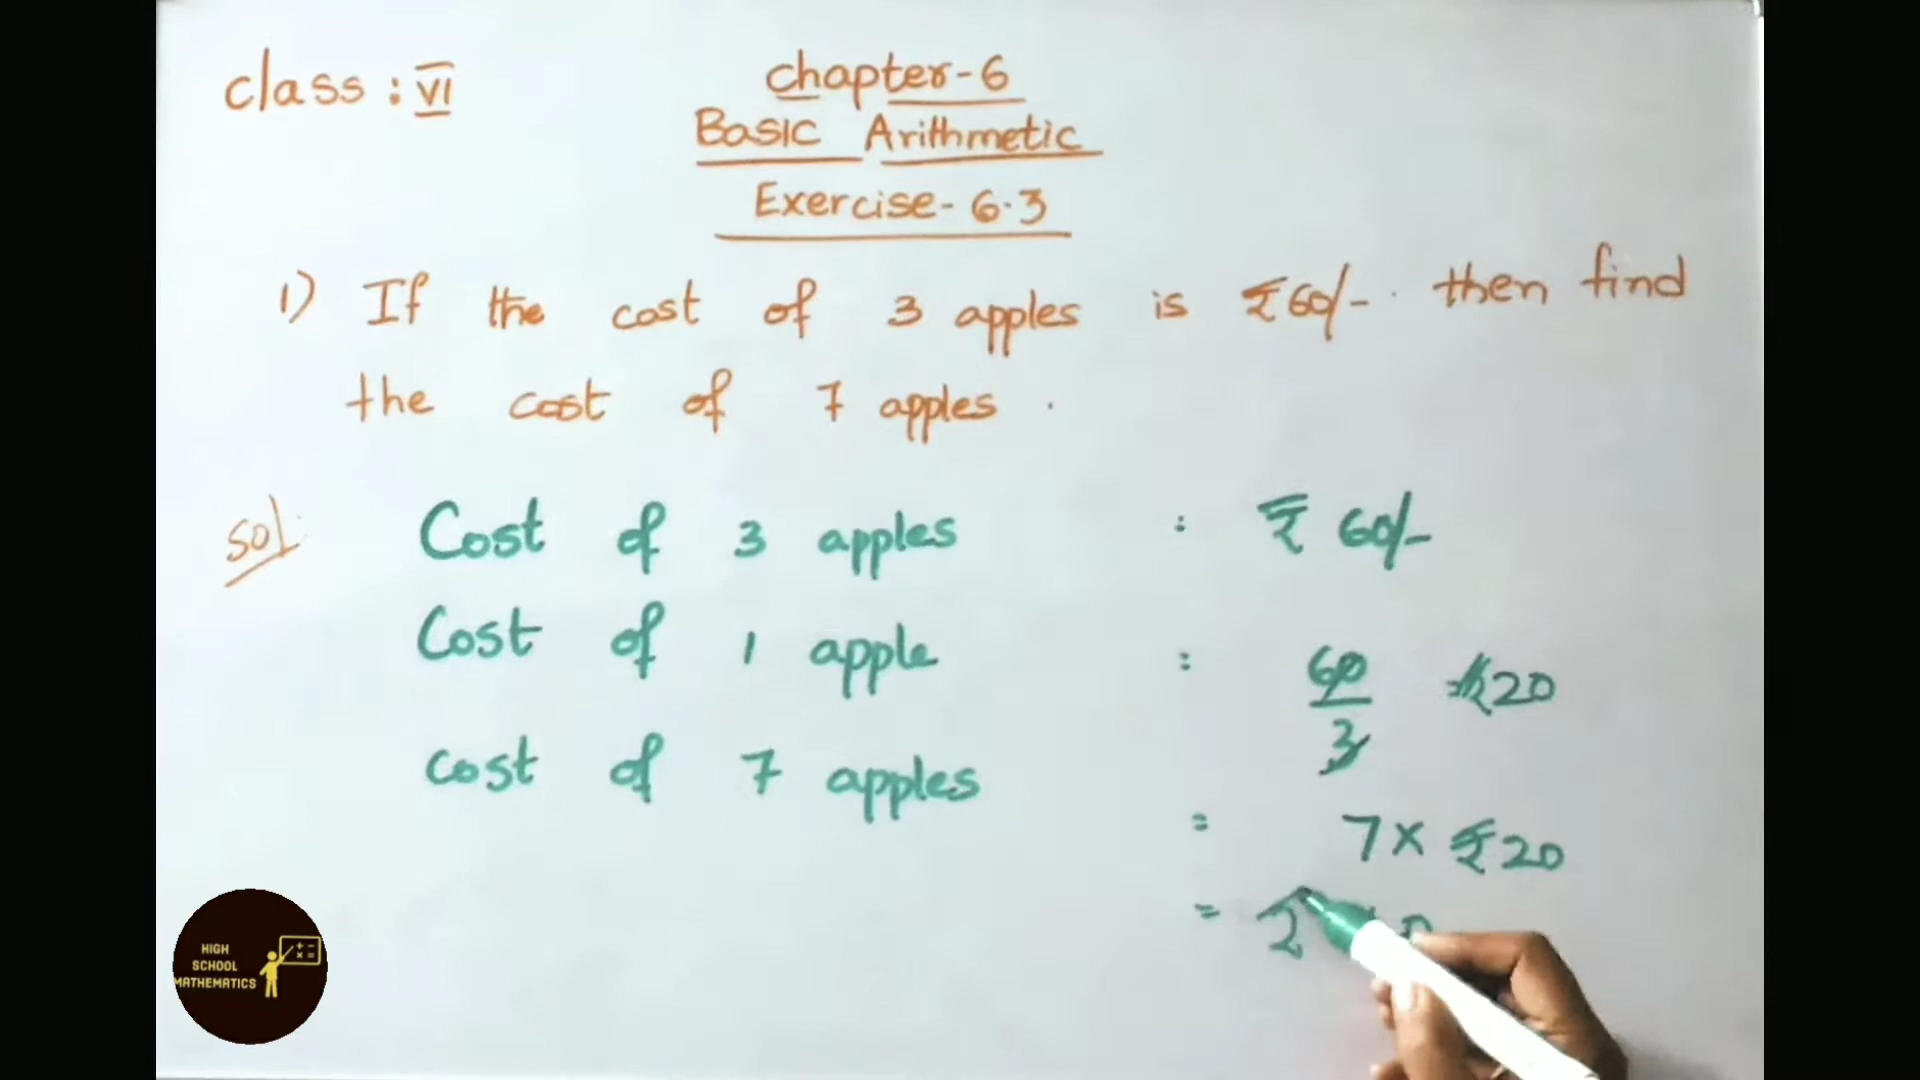 class : VI
chapter-6
Basic Arithmetic
Exercise- 6.3
1) If the cost of 3 apples is ₹60/-. then find
the cost of 7 apples .
Sol: Cost of 3 apples : ₹ 60/-
Cost of 1 apple : 60/3 = ₹20
cost of 7 apples
= 7 x ₹20
=
HIGH
SCHOOL
MATHEMATICS